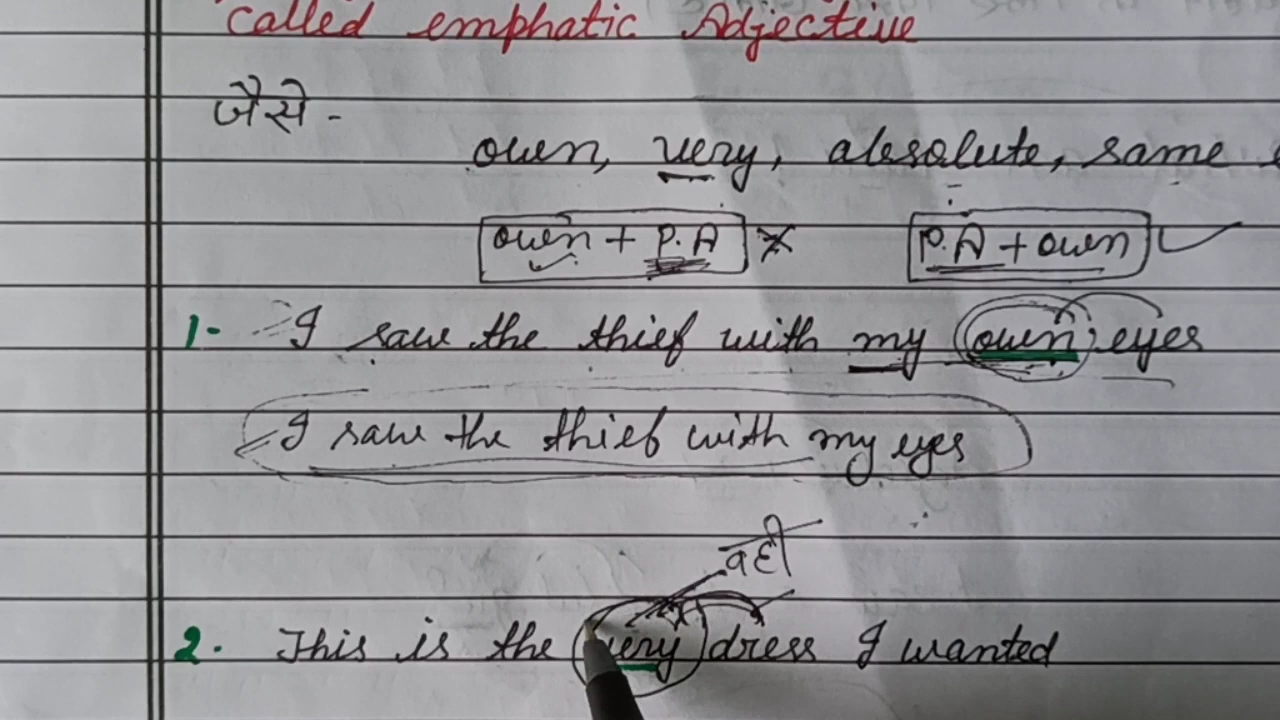 called emphatic Adjective
जैसे -
own, very, absolute, same
own + P.A × P.A + own ✓
1- I saw the thief with my own eyes
I saw the thief with my eyes
वही
2. This is the very dress I wanted